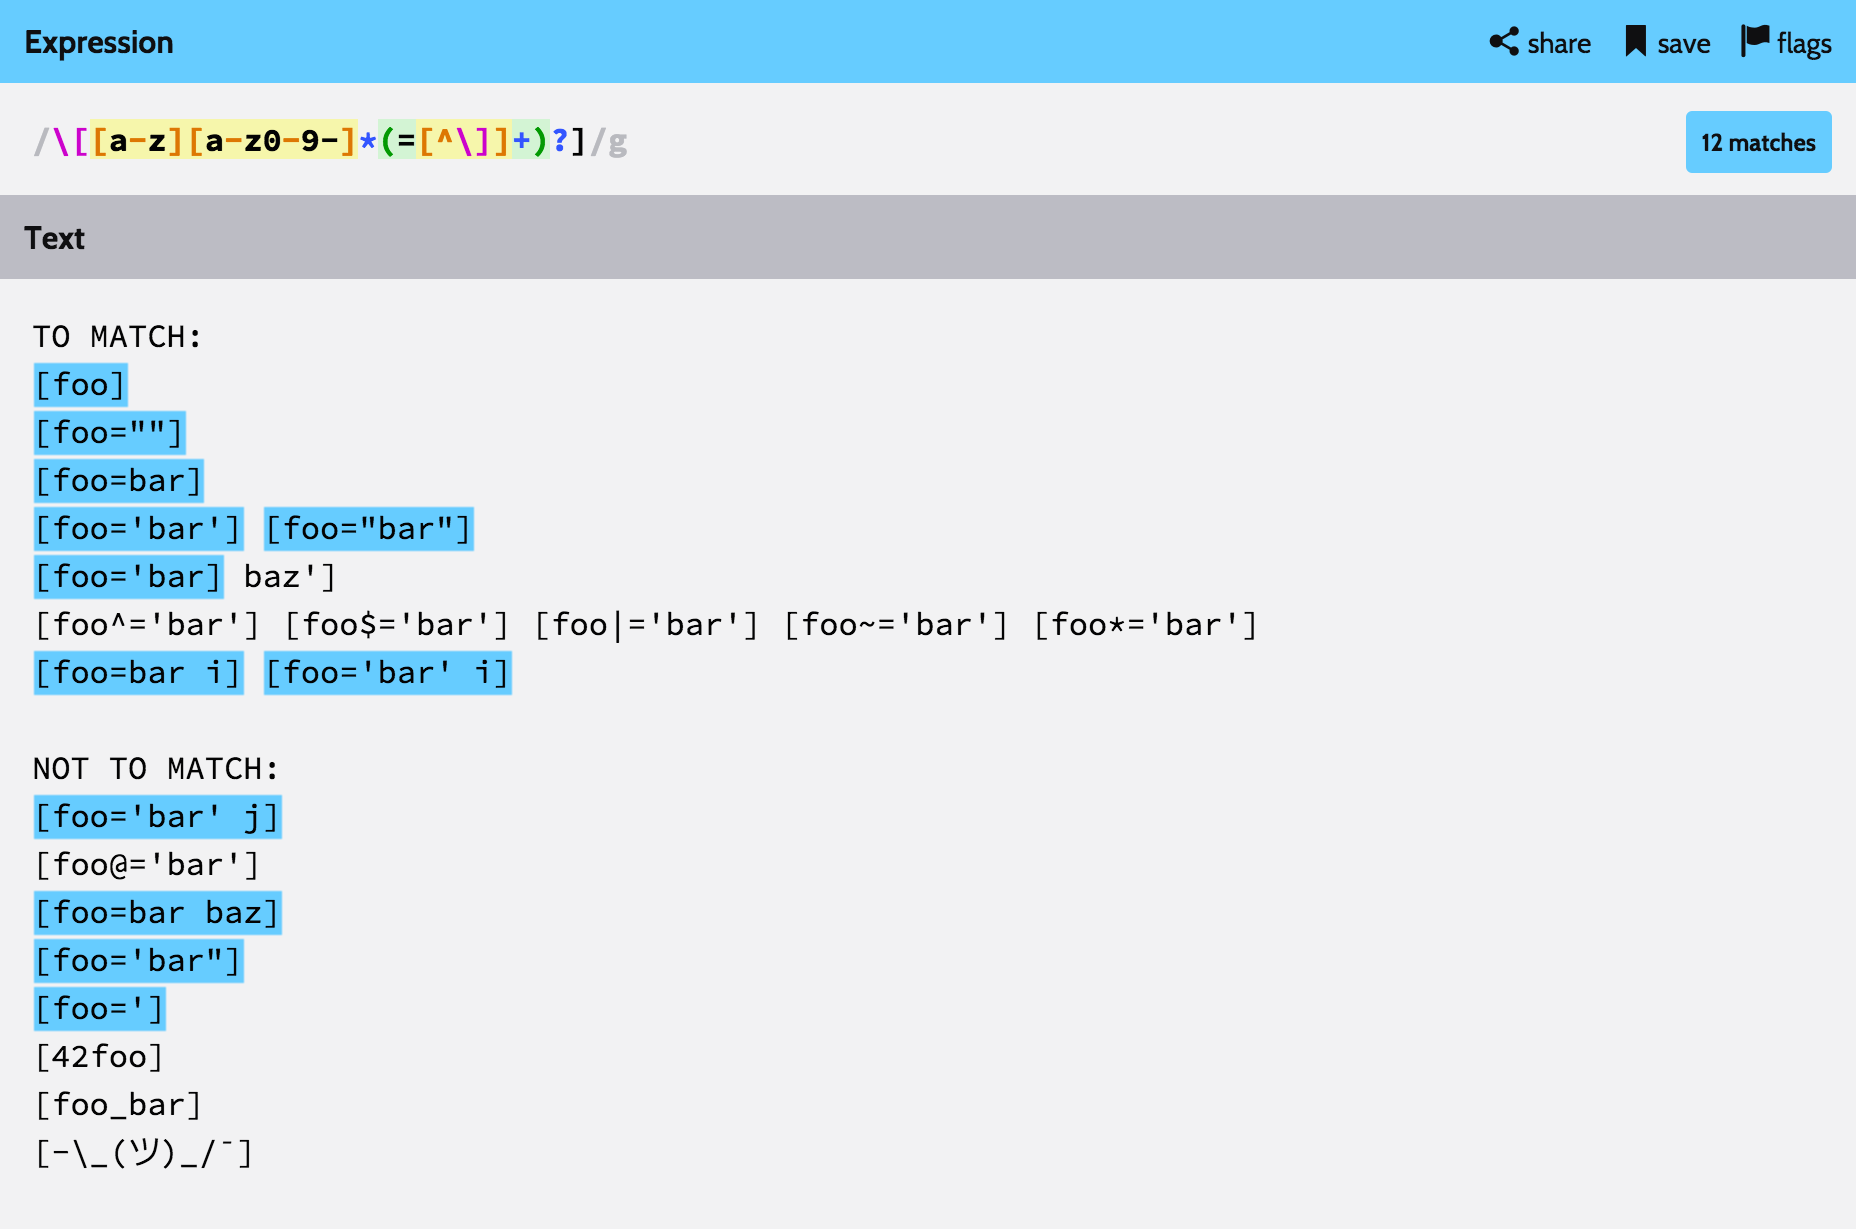 Expression share save flags
/\[[a-z][a-z0-9-]*(=[^\]]+)?]/g 12 matches
Text
TO MATCH:
[foo]
[foo=""]
[foo=bar]
[foo='bar'] [foo="bar"]
[foo='bar] baz']
[foo^='bar'] [foo$='bar'] [foo|='bar'] [foo~='bar'] [foo*='bar']
[foo=bar i] [foo='bar' i]
NOT TO MATCH:
[foo='bar' j]
[foo@='bar']
[foo=bar baz]
[foo='bar"]
[foo=']
[42foo]
[foo_bar]
[-\_(ツ)_/¯]